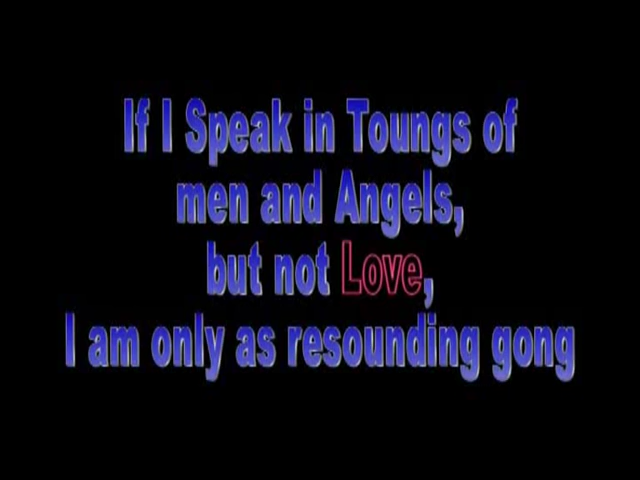 If I Speak in Toungs of
men and Angels,
but not Love,
I am only as resounding gong